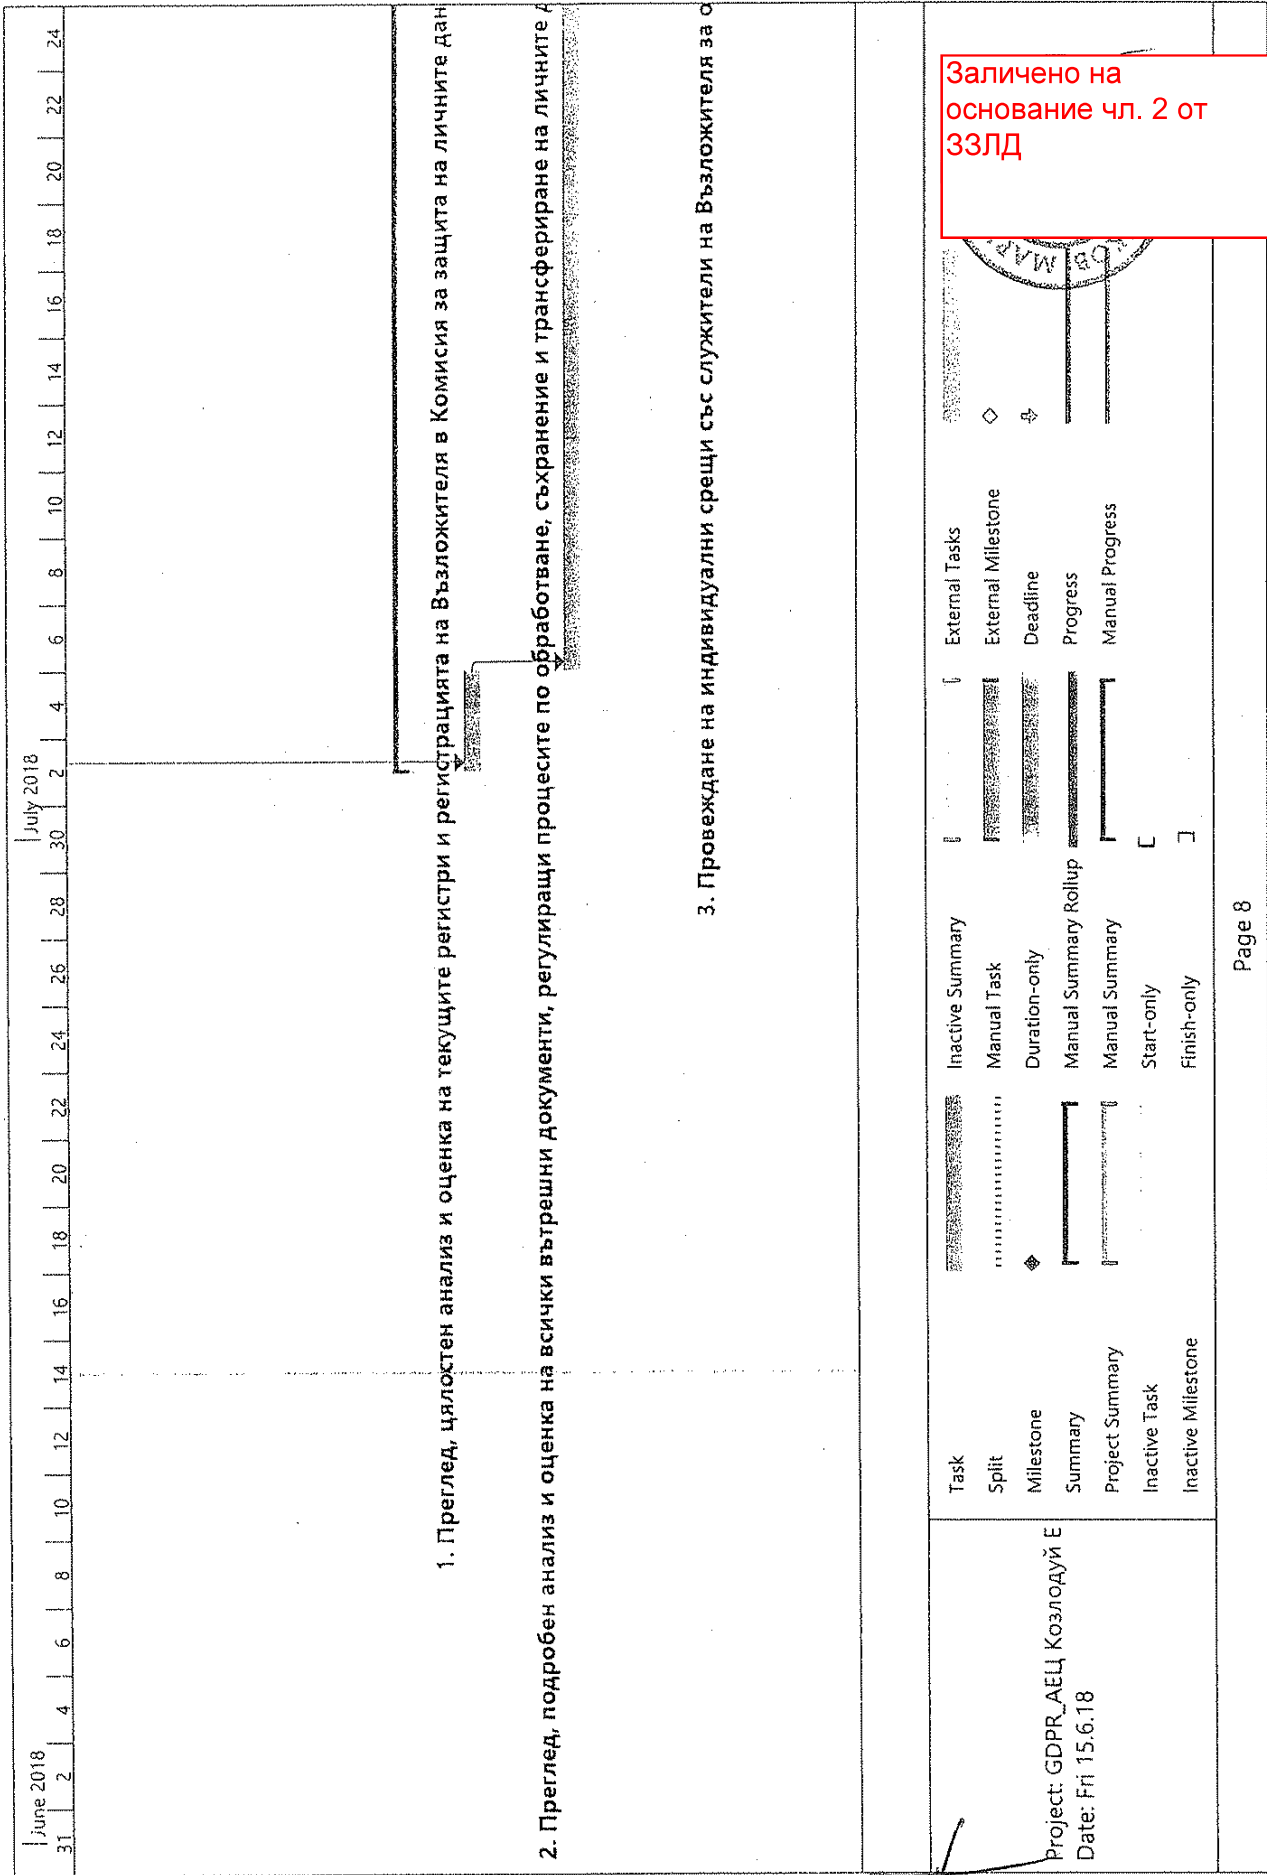 June 2018
July 2018
31 2 4 6 8 10 12 14 16 18 20 22 24 26 28 30 2 4 6 8 10 12 14 16 18 20 22 24
1. Преглед, цялостен анализ и оценка на текущите регистри и регистрацията на Възложителя в Комисия за защита на личните дан
2. Преглед, подробен анализ и оценка на всички вътрешни документи, регулиращи процесите по обработване, съхранение и трансфериране на личните
3. Провеждане на индивидуални срещи със служители на Възложителя за о
Project: GDPR_АЕЦ Козлодуй Е
Date: Fri 15.6.18
Task
Split
Milestone
Summary
Project Summary
Inactive Task
Inactive Milestone
Inactive Summary
Manual Task
Duration-only
Manual Summary Rollup
Manual Summary
Start-only
Finish-only
External Tasks
External Milestone
Deadline
Progress
Manual Progress
Заличено на
основание чл. 2 от
ЗЗЛД
Page 8